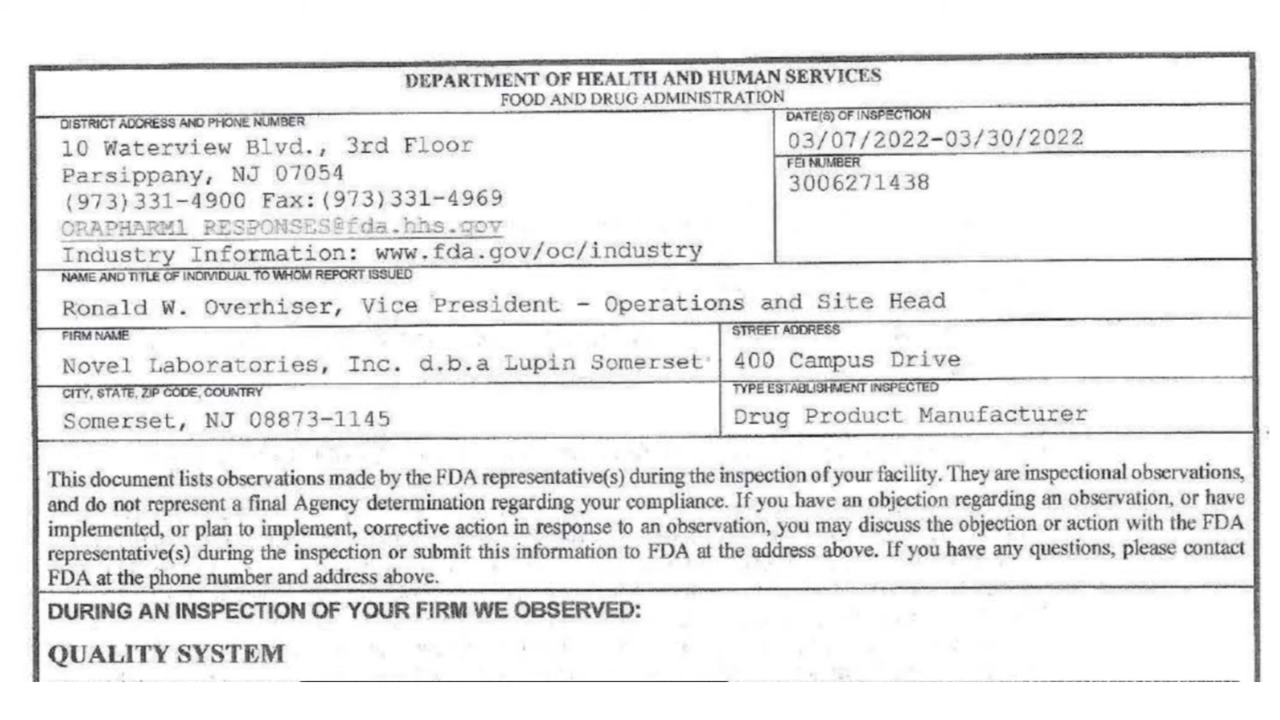 DEPARTMENT OF HEALTH AND HUMAN SERVICES
FOOD AND DRUG ADMINISTRATION
DISTRICT ADDRESS AND PHONE NUMBER
10 Waterview Blvd., 3rd Floor
Parsippany, NJ 07054
(973)331-4900 Fax:(973)331-4969
ORAPHARM1 RESPONSES@fda.hhs.gov
Industry Information: www.fda.gov/oc/industry
DATE(S) OF INSPECTION
03/07/2022-03/30/2022
FEI NUMBER
3006271438
NAME AND TITLE OF INDIVIDUAL TO WHOM REPORT ISSUED
Ronald W. Overhiser, Vice President - Operations and Site Head
FIRM NAME
Novel Laboratories, Inc. d.b.a Lupin Somerset
STREET ADDRESS
400 Campus Drive
CITY, STATE, ZIP CODE, COUNTRY
Somerset, NJ 08873-1145
TYPE ESTABLISHMENT INSPECTED
Drug Product Manufacturer
This document lists observations made by the FDA representative(s) during the inspection of your facility. They are inspectional observations,
and do not represent a final Agency determination regarding your compliance. If you have an objection regarding an observation, or have
implemented, or plan to implement, corrective action in response to an observation, you may discuss the objection or action with the FDA
representative(s) during the inspection or submit this information to FDA at the address above. If you have any questions, please contact
FDA at the phone number and address above.
DURING AN INSPECTION OF YOUR FIRM WE OBSERVED:
QUALITY SYSTEM